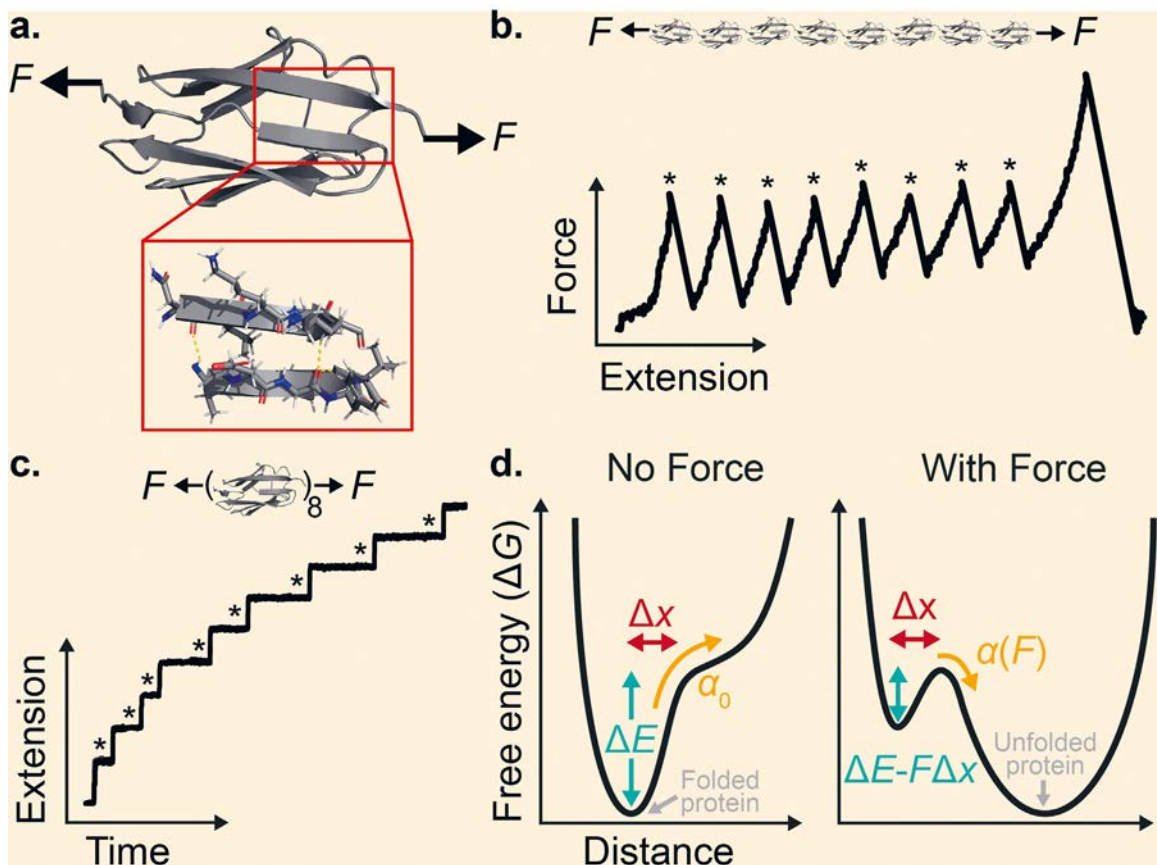 a.
F
F
b.
F
F
* * * * * * * *
Force
Extension
c.
F
( )8
F
* * * * * * * *
Extension
Time
d.
No Force
With Force
Free energy (ΔG)
Δx
α0
ΔE
Folded
protein
Δx
α(F)
ΔE-FΔx
Unfolded
protein
Distance